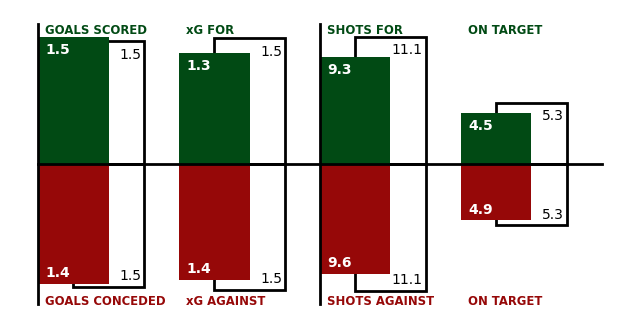 GOALS SCORED xG FOR SHOTS FOR ON TARGET
1.5 1.5 1.3 1.5 9.3 11.1 4.5 5.3
1.4 1.5 1.4 1.5 9.6 11.1 4.9 5.3
GOALS CONCEDED xG AGAINST SHOTS AGAINST ON TARGET